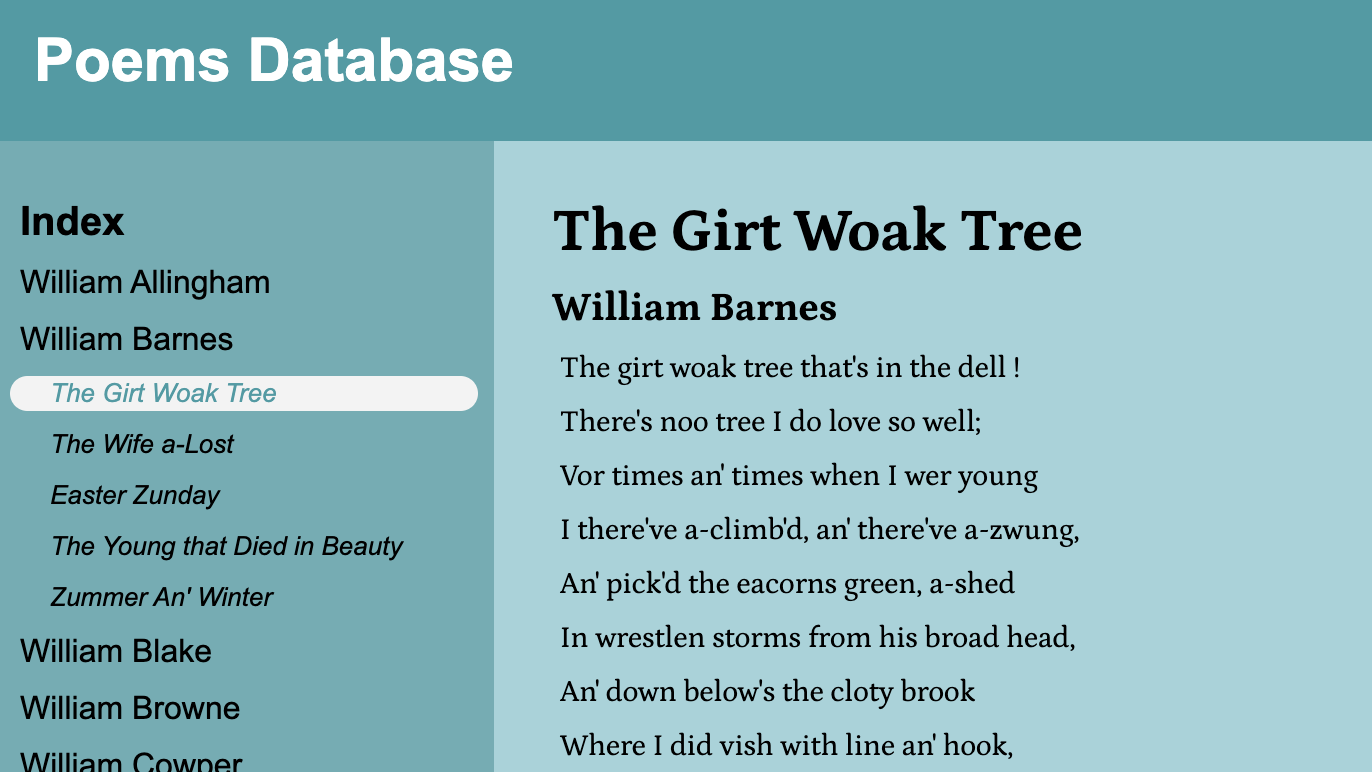 Poems Database
Index
William Allingham
William Barnes
The Girt Woak Tree
The Wife a-Lost
Easter Zunday
The Young that Died in Beauty
Zummer An' Winter
William Blake
William Browne
William Cowper
The Girt Woak Tree
William Barnes
The girt woak tree that's in the dell !
There's noo tree I do love so well;
Vor times an' times when I wer young
I there've a-climb'd, an' there've a-zwung,
An' pick'd the eacorns green, a-shed
In wrestlen storms from his broad head,
An' down below's the cloty brook
Where I did vish with line an' hook,